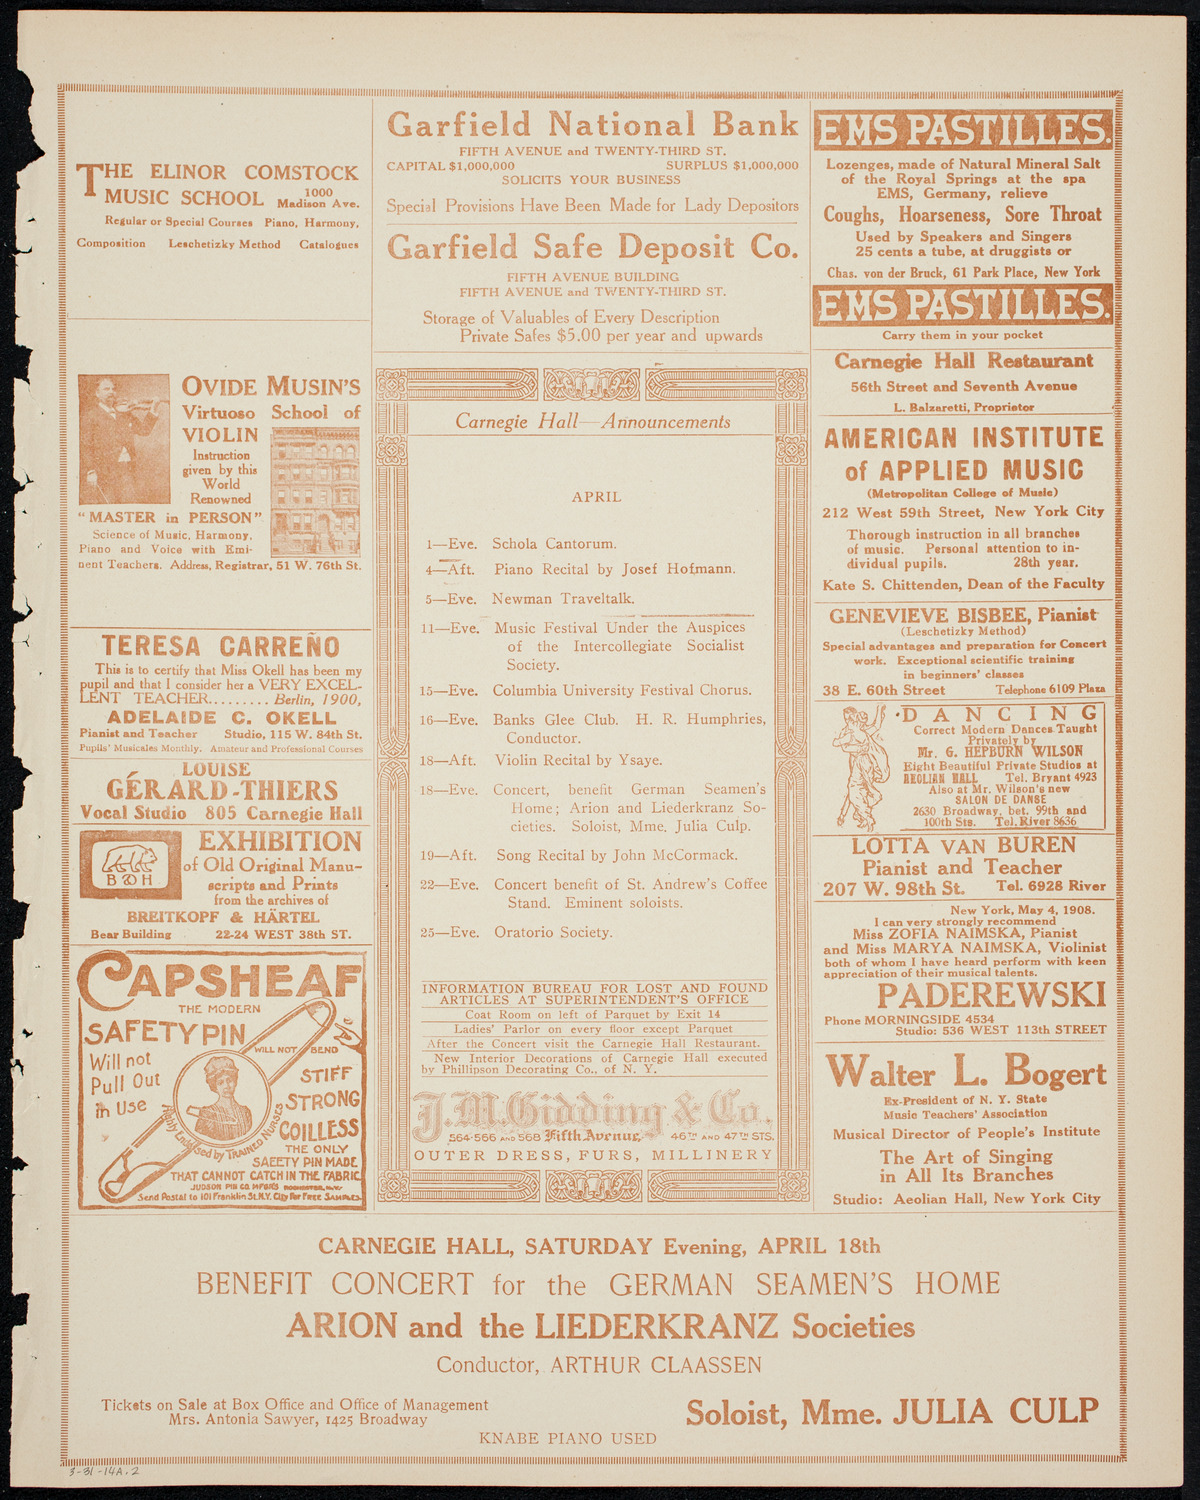 THE ELINOR COMSTOCK
MUSIC SCHOOL 1000 Madison Ave.
Regular or Special Courses Piano, Harmony,
Composition Leschetizky Method Catalogues
OVIDE MUSIN'S
Virtuoso School of
VIOLIN
Instruction
given by this
World
Renowned
"MASTER in PERSON"
Science of Music, Harmony,
Piano and Voice with Emi-
nent Teachers. Address, Registrar, 51 W. 76th St.
TERESA CARREÑO
This is to certify that Miss Okell has been my
pupil and that I consider her a VERY EXCEL-
LENT TEACHER......... Berlin, 1900,
ADELAIDE C. OKELL
Pianist and Teacher Studio, 115 W. 84th St.
Pupils' Musicales Monthly. Amateur and Professional Courses
LOUISE
GÉRARD-THIERS
Vocal Studio 805 Carnegie Hall
B & H
EXHIBITION
of Old Original Manu-
scripts and Prints
from the archives of
BREITKOPF & HÄRTEL
Bear Building 22-24 WEST 38th ST.
CAPSHEAF
THE MODERN
SAFETY PIN
WILL NOT BEND
Will not
Pull Out
in Use
STIFF
STRONG
COILLESS
Highly Endorsed by TRAINED NURSES
THE ONLY
SAFETY PIN MADE
THAT CANNOT CATCH IN THE FABRIC
JUDSON PIN CO. MFGRS ROCHESTER, N.Y.
Send Postal to 101 Franklin St. N.Y. City For FREE SAMPLES
Garfield National Bank
FIFTH AVENUE and TWENTY-THIRD ST.
CAPITAL $1,000,000 SURPLUS $1,000,000
SOLICITS YOUR BUSINESS
Special Provisions Have Been Made for Lady Depositors
Garfield Safe Deposit Co.
FIFTH AVENUE BUILDING
FIFTH AVENUE and TWENTY-THIRD ST.
Storage of Valuables of Every Description
Private Safes $5.00 per year and upwards
Carnegie Hall—Announcements
APRIL
1—Eve. Schola Cantorum.
4—Aft. Piano Recital by Josef Hofmann.
5—Eve. Newman Traveltalk.
11—Eve. Music Festival Under the Auspices
of the Intercollegiate Socialist
Society.
15—Eve. Columbia University Festival Chorus.
16—Eve. Banks Glee Club. H. R. Humphries,
Conductor.
18—Aft. Violin Recital by Ysaye.
18—Eve. Concert, benefit German Seamen's
Home; Arion and Liederkranz So-
cieties. Soloist, Mme. Julia Culp.
19—Aft. Song Recital by John McCormack.
22—Eve. Concert benefit of St. Andrew's Coffee
Stand. Eminent soloists.
25—Eve. Oratorio Society.
INFORMATION BUREAU FOR LOST AND FOUND
ARTICLES AT SUPERINTENDENT'S OFFICE
Coat Room on left of Parquet by Exit 14
Ladies' Parlor on every floor except Parquet
After the Concert visit the Carnegie Hall Restaurant.
New Interior Decorations of Carnegie Hall executed
by Phillipson Decorating Co., of N. Y.
J.M. Gidding & Co.
564-566 AND 568 Fifth Avenue, 46TH AND 47TH STS.
OUTER DRESS, FURS, MILLINERY
EMS PASTILLES.
Lozenges, made of Natural Mineral Salt
of the Royal Springs at the spa
EMS, Germany, relieve
Coughs, Hoarseness, Sore Throat
Used by Speakers and Singers
25 cents a tube, at druggists or
Chas. von der Bruck, 61 Park Place, New York
EMS PASTILLES.
Carry them in your pocket
Carnegie Hall Restaurant
56th Street and Seventh Avenue
L. Balzaretti, Proprietor
AMERICAN INSTITUTE
of APPLIED MUSIC
(Metropolitan College of Music)
212 West 59th Street, New York City
Thorough instruction in all branches
of music. Personal attention to in-
dividual pupils. 28th year.
Kate S. Chittenden, Dean of the Faculty
GENEVIEVE BISBEE, Pianist
(Leschetizky Method)
Special advantages and preparation for Concert
work. Exceptional scientific training
in beginners' classes
38 E. 60th Street Telephone 6109 Plaza
DANCING
Correct Modern Dances Taught
Privately by
Mr. G. HEPBURN WILSON
Eight Beautiful Private Studios at
AEOLIAN HALL Tel. Bryant 4923
Also at Mr. Wilson's new
SALON DE DANSE
2630 Broadway, bet. 99th and
100th Sts. Tel. River 8636
LOTTA VAN BUREN
Pianist and Teacher
207 W. 98th St. Tel. 6928 River
New York, May 4, 1908.
I can very strongly recommend
Miss ZOFIA NAIMSKA, Pianist
and Miss MARYA NAIMSKA, Violinist
both of whom I have heard perform with keen
appreciation of their musical talents.
PADEREWSKI
Phone MORNINGSIDE 4534
Studio: 536 WEST 113th STREET
Walter L. Bogert
Ex-President of N. Y. State
Music Teachers' Association
Musical Director of People's Institute
The Art of Singing
in All Its Branches
Studio: Aeolian Hall, New York City
CARNEGIE HALL, SATURDAY Evening, APRIL 18th
BENEFIT CONCERT for the GERMAN SEAMEN'S HOME
ARION and the LIEDERKRANZ Societies
Conductor, ARTHUR CLAASSEN
Tickets on Sale at Box Office and Office of Management
Mrs. Antonia Sawyer, 1425 Broadway
Soloist, Mme. JULIA CULP
KNABE PIANO USED
3-31-14A.2